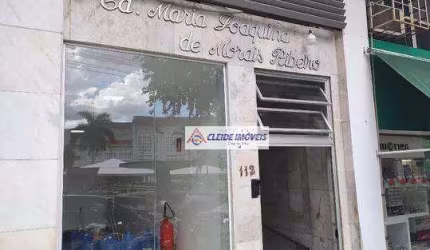 Ed. Maria Joaquina
de Morais Ribeiro
CLEIDE IMÓVEIS
112